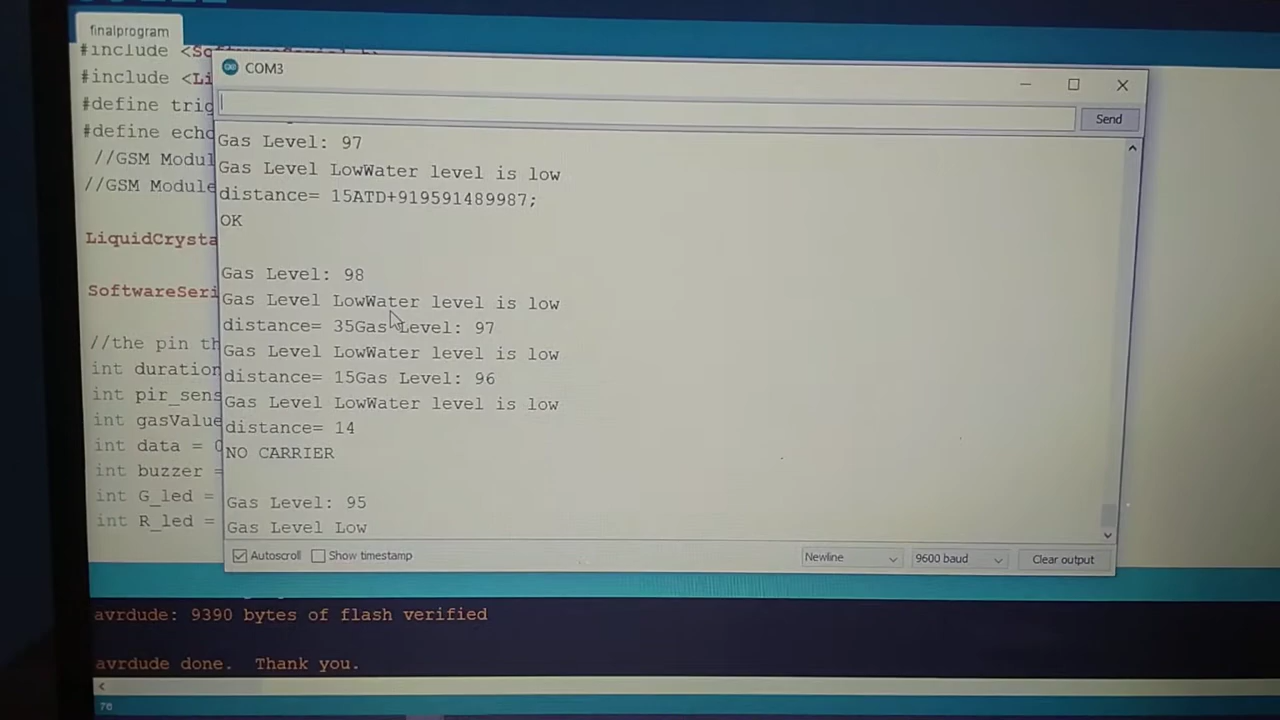 finalprogram
#include <SoftwareSerial.h>
#include <Li
#define trig
#define echo
//GSM Modul
//GSM Module
LiquidCrysta
SoftwareSeri
//the pin th
int duration
int pir_sens
int gasValue
int data = 0
int buzzer =
int G_led =
int R_led =
COM3
Send
Gas Level: 97
Gas Level LowWater level is low
distance= 15ATD+919591489987;
OK
Gas Level: 98
Gas Level LowWater level is low
distance= 35Gas Level: 97
Gas Level LowWater level is low
distance= 15Gas Level: 96
Gas Level LowWater level is low
distance= 14
NO CARRIER
Gas Level: 95
Gas Level Low
Autoscroll Show timestamp Newline 9600 baud Clear output
avrdude: 9390 bytes of flash verified
avrdude done. Thank you.